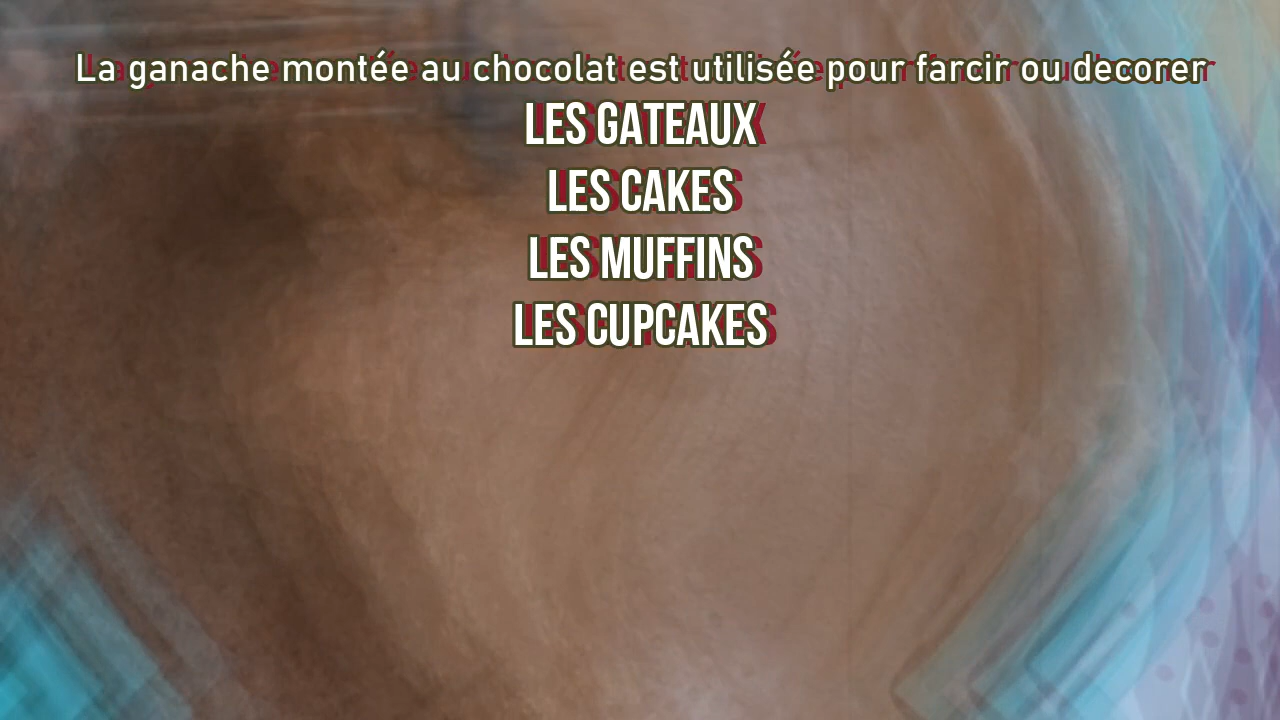 La ganache montée au chocolat est utilisée pour farcir ou decorer
LES GATEAUX
LES CAKES
LES MUFFINS
LES CUPCAKES